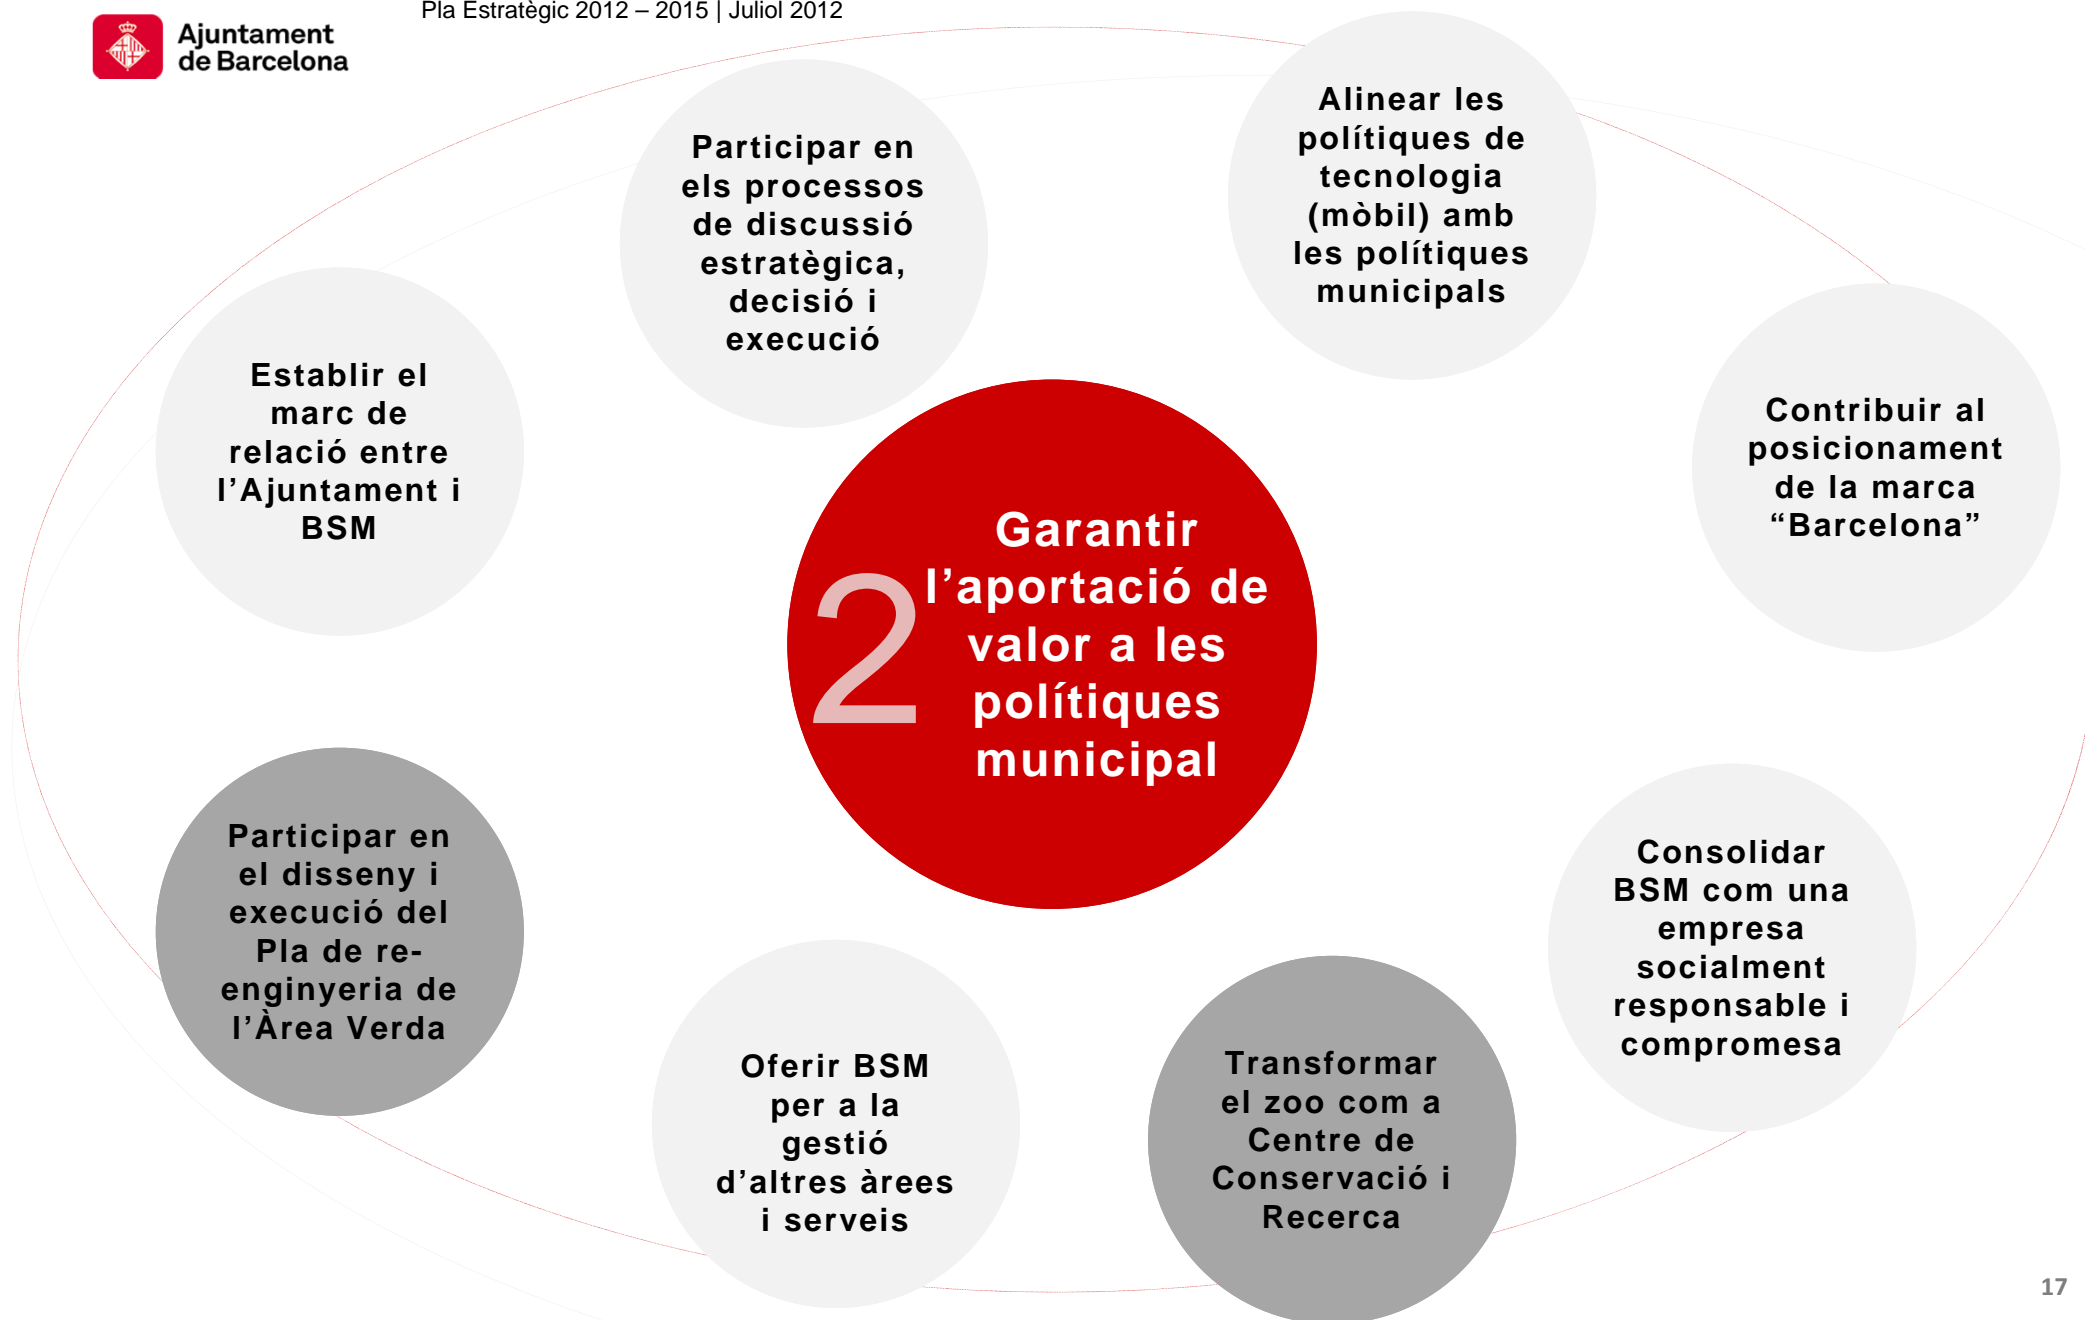 Pla Estratègic 2012 – 2015 | Juliol 2012
Ajuntament
de Barcelona
Participar en
els processos
de discussió
estratègica,
decisió i
execució
Alinear les
polítiques de
tecnologia
(mòbil) amb
les polítiques
municipals
Establir el
marc de
relació entre
l’Ajuntament i
BSM
Contribuir al
posicionament
de la marca
“Barcelona”
2
Garantir
l’aportació de
valor a les
polítiques
municipal
Participar en
el disseny i
execució del
Pla de re-
enginyeria de
l’Àrea Verda
Consolidar
BSM com una
empresa
socialment
responsable i
compromesa
Oferir BSM
per a la
gestió
d’altres àrees
i serveis
Transformar
el zoo com a
Centre de
Conservació i
Recerca
17